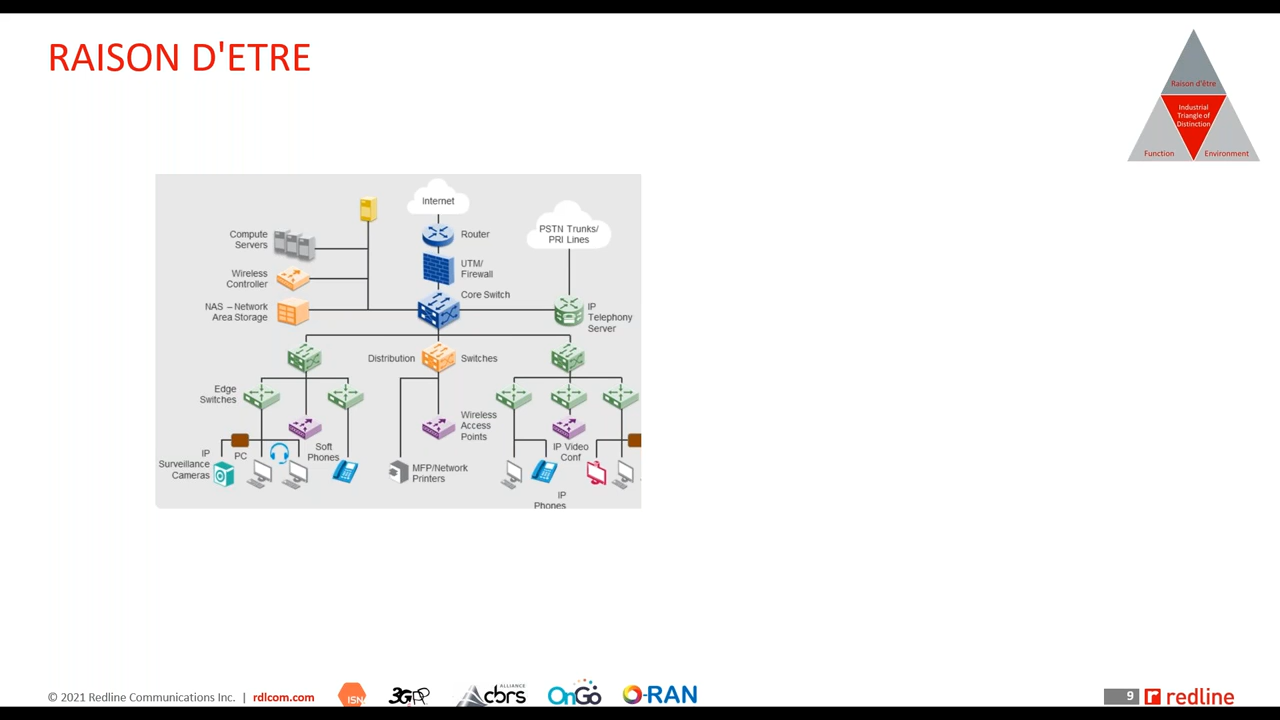 RAISON D'ETRE
Raison d'être
Industrial
Triangle of
Distinction
Function
Environment
Internet
PSTN Trunks/
PRI Lines
Compute
Servers
Router
Wireless
Controller
UTM/
Firewall
Core Switch
NAS – Network
Area Storage
IP
Telephony
Server
Distribution
Switches
Edge
Switches
Wireless
Access
Points
IP
Surveillance
Cameras
PC
Soft
Phones
MFP/Network
Printers
IP Video
Conf
IP
Phones
© 2021 Redline Communications Inc. | rdlcom.com
ISN
3GPP
cbrs
ALLIANCE
OnGo
O-RAN
9
redline